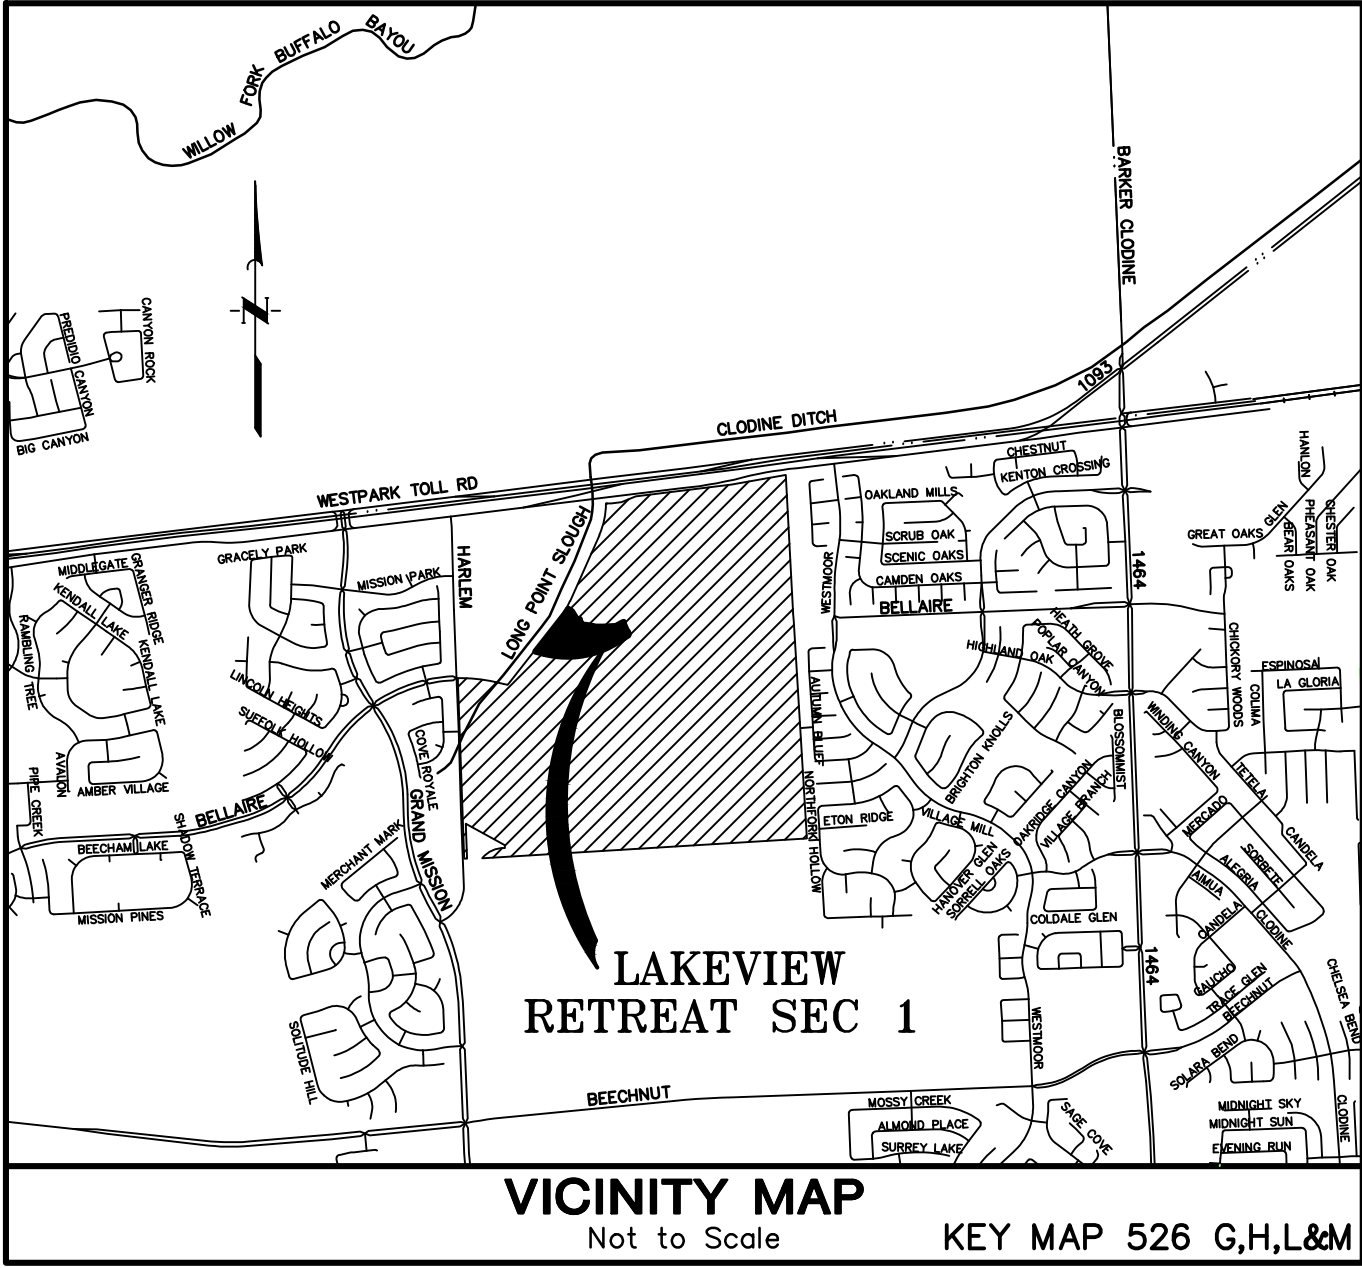 WILLOW FORK BUFFALO BAYOU
BARKER CLODINE
N
CANYON ROCK
PREDIDIO CANYON
BIG CANYON
1093
CLODINE DITCH
WESTPARK TOLL RD
CHESTNUT
KENTON CROSSING
HANLON
OAKLAND MILLS
SCRUB OAK
SCENIC OAKS
CAMDEN OAKS
BELLAIRE
WESTMOOR
1464
GREAT OAKS
GLEN
BEAR OAKS
PHEASANT OAK
CHESTER OAK
GRACELY PARK
MISSION PARK
HARLEM
LONG POINT SLOUGH
MIDDLEGATE
GRANGER RIDGE
KENDALL LAKE
KENDALL LAKE
RAMBLING TREE
HEATH GROVE
POPLAR CANYON
HIGHLAND OAK
CHICKORY WOODS
ESPINOSA
LA GLORIA
COLIMA
LINCOLN HEIGHTS
SUFFOLK HOLLOW
AUTUMN BLUFF
BLOSSOMMIST
WINDING CANYON
BRIGHTON KNOLLS
COVE ROYALE
AVALON
PIPE CREEK
AMBER VILLAGE
TETELA
NORTHFORK HOLLOW
OAKRIDGE CANYON
VILLAGE BRANCH
BELLAIRE
GRAND MISSION
ETON RIDGE
VILLAGE MILL
MERCADO
CANDELA
SHADOW TERRACE
MERCHANT MARK
BEECHAM LAKE
HANOVER GLEN
SORRELL OAKS
SORBETE
ALEGRIA
AIMUA
MISSION PINES
COLDALE GLEN
CANDELA
CLODINE
LAKEVIEW
RETREAT SEC 1
1464
GAUCHO
TRACE GLEN
BEECHNUT
CHELSEA BEND
SOLITUDE HILL
WESTMOOR
SOLARA BEND
BEECHNUT
MOSSY CREEK
ALMOND PLACE
SURREY LAKE
SAGE COVE
MIDNIGHT SKY
MIDNIGHT SUN
EVENING RUN
CLODINE
VICINITY MAP
Not to Scale
KEY MAP 526 G,H,L&M